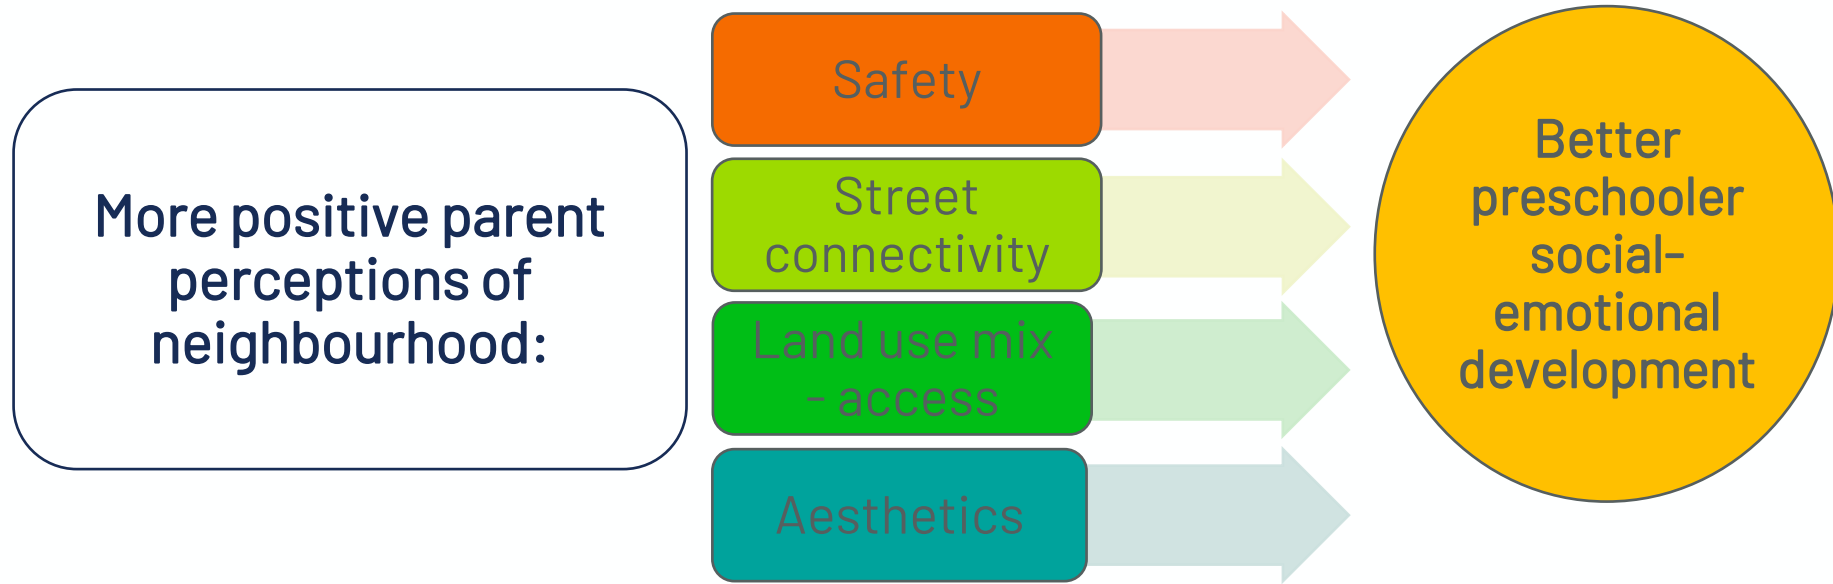 More positive parent
perceptions of
neighbourhood:
Safety
Street
connectivity
Land use mix
- access
Aesthetics
Better
preschooler
social-
emotional
development